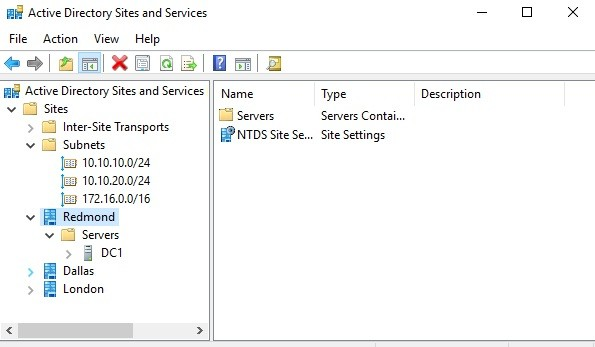 Active Directory Sites and Services
File Action View Help
Active Directory Sites and Services
Sites
Inter-Site Transports
Subnets
10.10.10.0/24
10.10.20.0/24
172.16.0.0/16
Redmond
Servers
DC1
Dallas
London
Name Type Description
Servers Servers Contai...
NTDS Site Se... Site Settings